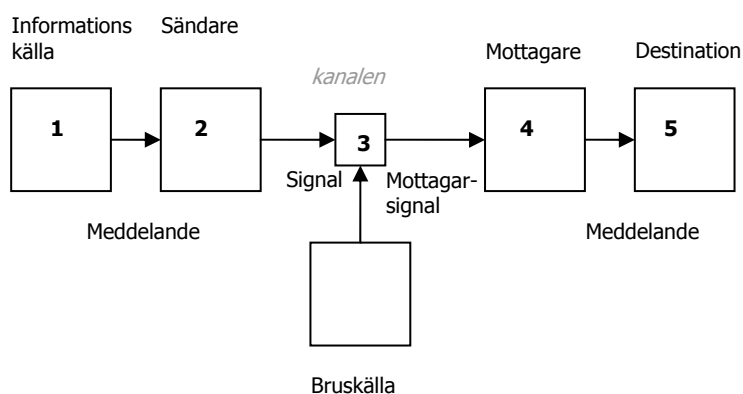 Informations
källa
Sändare
kanalen
Mottagare
Destination
1
2
3
4
5
Signal
Mottagar-
signal
Meddelande
Meddelande
Bruskälla